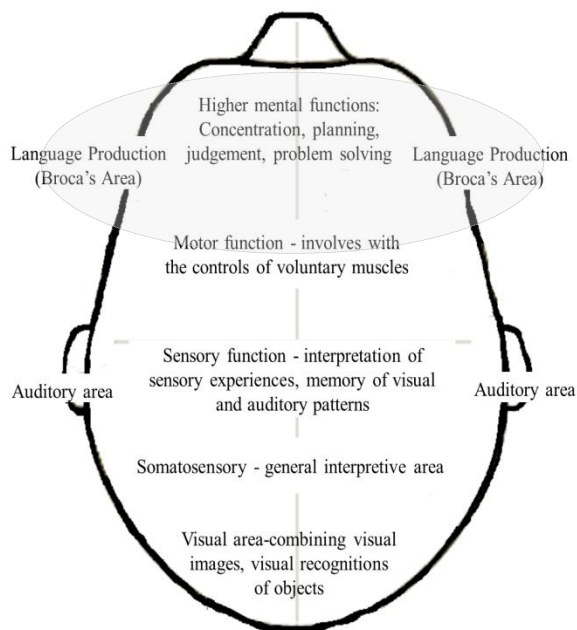 Higher mental functions:
Concentration, planning,
judgement, problem solving
Language Production
(Broca's Area)
Language Production
(Broca's Area)
Motor function - involves with
the controls of voluntary muscles
Sensory function - interpretation of
sensory experiences, memory of visual
and auditory patterns
Auditory area
Auditory area
Somatosensory - general interpretive area
Visual area-combining visual
images, visual recognitions
of objects